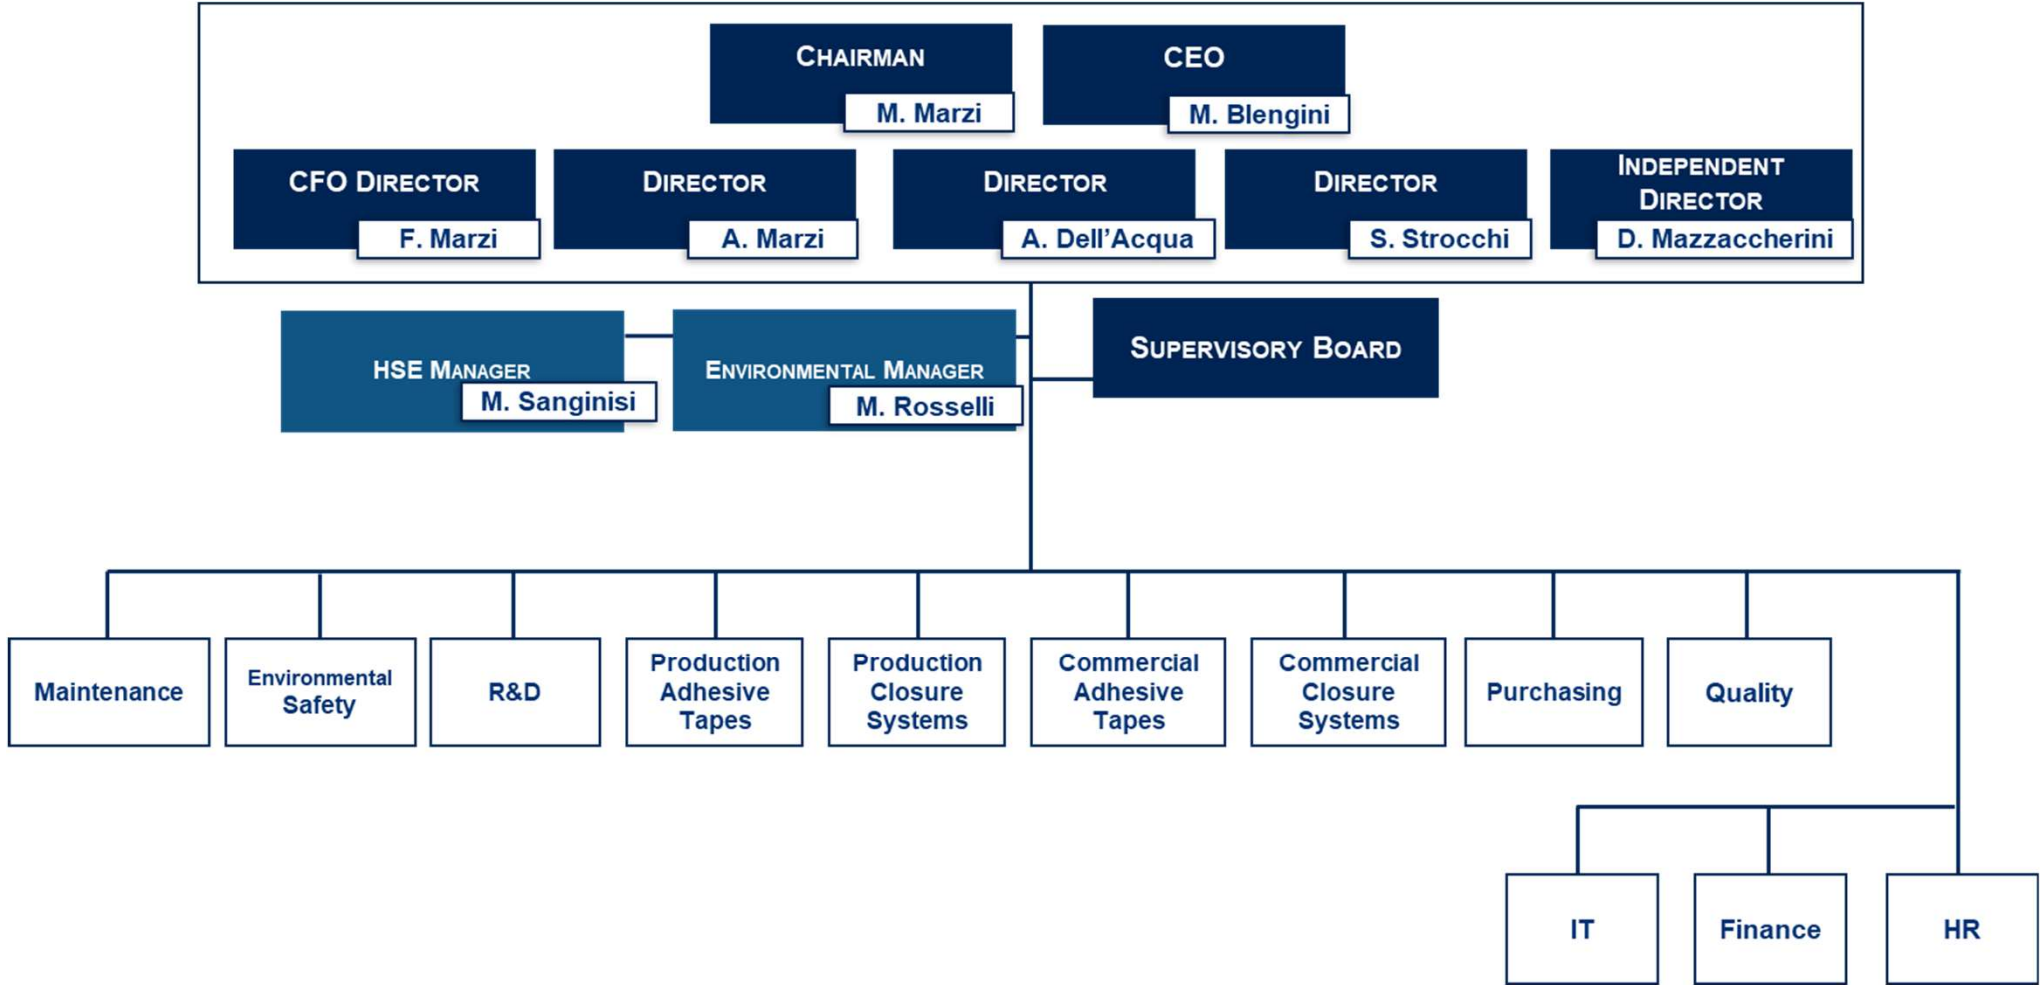 CHAIRMAN
M. Marzi
CEO
M. Blengini
CFO DIRECTOR
F. Marzi
DIRECTOR
A. Marzi
DIRECTOR
A. Dell'Acqua
DIRECTOR
S. Strocchi
INDEPENDENT
DIRECTOR
D. Mazzaccherini
HSE MANAGER
M. Sanginisi
ENVIRONMENTAL MANAGER
M. Rosselli
SUPERVISORY BOARD
Maintenance
Environmental
Safety
R&D
Production
Adhesive
Tapes
Production
Closure
Systems
Commercial
Adhesive
Tapes
Commercial
Closure
Systems
Purchasing
Quality
IT
Finance
HR